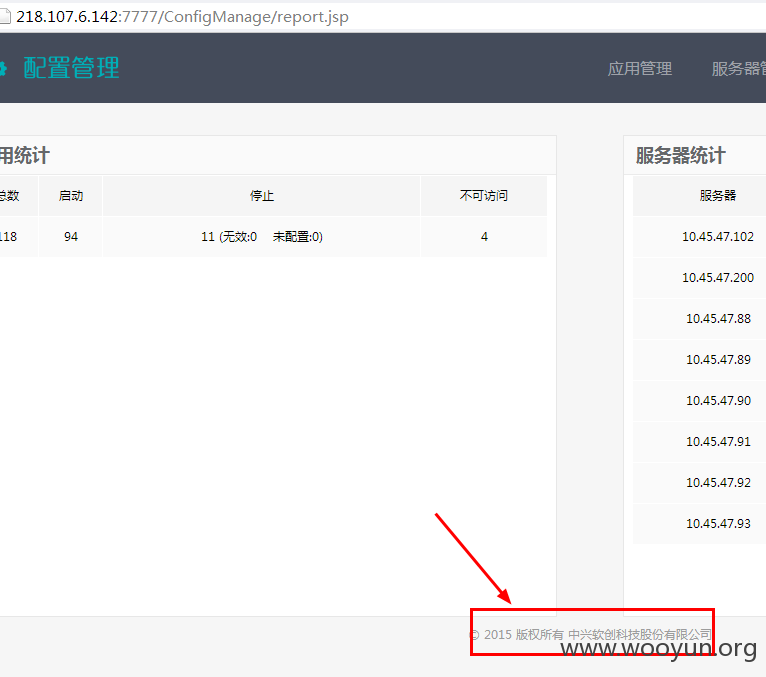 218.107.6.142:7777/ConfigManage/report.jsp
配置管理 应用管理 服务器管
用统计 服务器统计
总数 启动 停止 不可访问 服务器
118 94 11 (无效:0 未配置:0) 4 10.45.47.102
10.45.47.200
10.45.47.88
10.45.47.89
10.45.47.90
10.45.47.91
10.45.47.92
10.45.47.93
© 2015 版权所有 中兴软创科技股份有限公司
www.wooyun.org